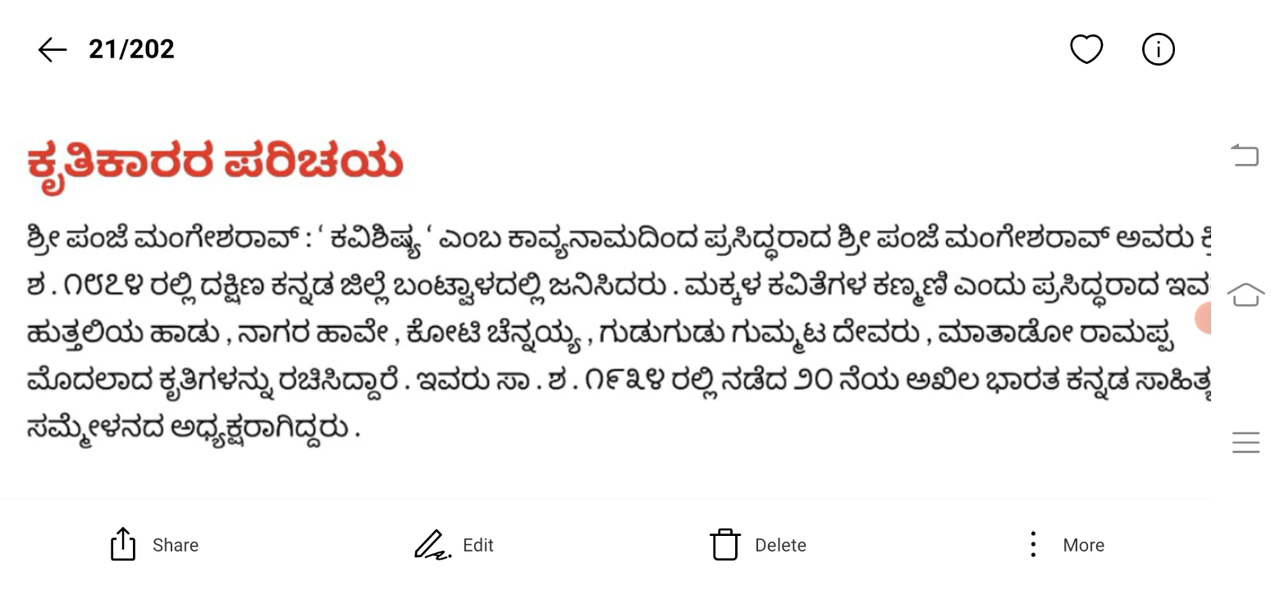 21/202
ಕೃತಿಕಾರರ ಪರಿಚಯ
ಶ್ರೀ ಪಂಜೆ ಮಂಗೇಶರಾವ್ : ' ಕವಿಶಿಷ್ಯ ' ಎಂಬ ಕಾವ್ಯನಾಮದಿಂದ ಪ್ರಸಿದ್ಧರಾದ ಶ್ರೀ ಪಂಜೆ ಮಂಗೇಶರಾವ್ ಅವರು
ಶ . ೧೮೭೪ ರಲ್ಲಿ ದಕ್ಷಿಣ ಕನ್ನಡ ಜಿಲ್ಲೆ ಬಂಟ್ವಾಳದಲ್ಲಿ ಜನಿಸಿದರು . ಮಕ್ಕಳ ಕವಿತೆಗಳ ಕಣ್ಮಣಿ ಎಂದು ಪ್ರಸಿದ್ಧರಾದ ಇವ
ಹುತ್ತಲಿಯ ಹಾಡು , ನಾಗರ ಹಾವೇ , ಕೋಟಿ ಚೆನ್ನಯ್ಯ , ಗುಡುಗುಡು ಗುಮ್ಮಟ ದೇವರು , ಮಾತಾಡೋ ರಾಮಪ್ಪ
ಮೊದಲಾದ ಕೃತಿಗಳನ್ನು ರಚಿಸಿದ್ದಾರೆ . ಇವರು ಸಾ . ಶ . ೧೯೩೪ ರಲ್ಲಿ ನಡೆದ ೨೦ ನೆಯ ಅಖಿಲ ಭಾರತ ಕನ್ನಡ ಸಾಹಿತ್ಯ
ಸಮ್ಮೇಳನದ ಅಧ್ಯಕ್ಷರಾಗಿದ್ದರು .
Share Edit Delete More